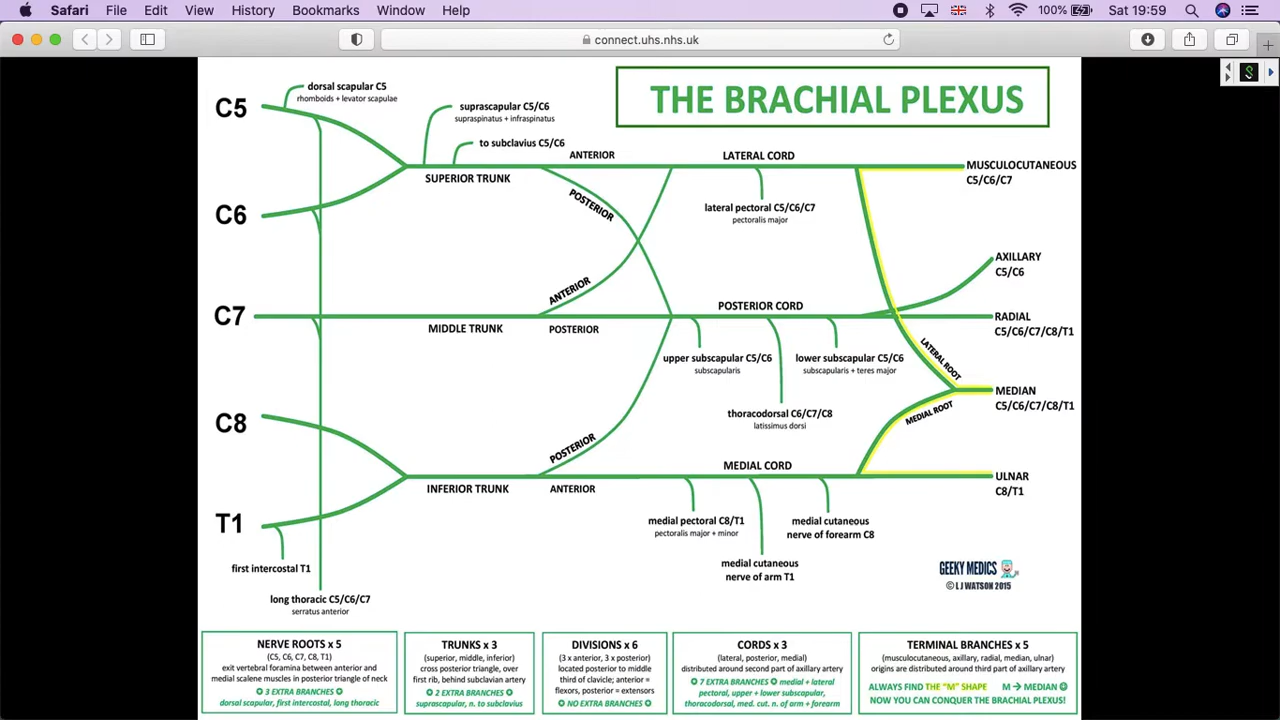 Safari File Edit View History Bookmarks Window Help 100% Sat 19:59
connect.uhs.nhs.uk
THE BRACHIAL PLEXUS
C5
dorsal scapular C5
rhomboids + levator scapulae
suprascapular C5/C6
supraspinatus + infraspinatus
to subclavius C5/C6
ANTERIOR
LATERAL CORD
MUSCULOCUTANEOUS
C5/C6/C7
SUPERIOR TRUNK
POSTERIOR
lateral pectoral C5/C6/C7
pectoralis major
C6
AXILLARY
C5/C6
ANTERIOR
C7
MIDDLE TRUNK
POSTERIOR
POSTERIOR CORD
RADIAL
C5/C6/C7/C8/T1
upper subscapular C5/C6
subscapularis
lower subscapular C5/C6
subscapularis + teres major
LATERAL ROOT
thoracodorsal C6/C7/C8
latissimus dorsi
MEDIAN
C5/C6/C7/C8/T1
MEDIAL ROOT
C8
POSTERIOR
INFERIOR TRUNK
ANTERIOR
MEDIAL CORD
ULNAR
C8/T1
T1
medial pectoral C8/T1
pectoralis major + minor
medial cutaneous
nerve of forearm C8
medial cutaneous
nerve of arm T1
first intercostal T1
long thoracic C5/C6/C7
serratus anterior
GEEKY MEDICS
© L J WATSON 2015
NERVE ROOTS x 5
(C5, C6, C7, C8, T1)
exit vertebral foramina between anterior and
medial scalene muscles in posterior triangle of neck
3 EXTRA BRANCHES
dorsal scapular, first intercostal, long thoracic
TRUNKS x 3
(superior, middle, inferior)
cross posterior triangle, over
first rib, behind subclavian artery
2 EXTRA BRANCHES
suprascapular, n. to subclavius
DIVISIONS x 6
(3 x anterior, 3 x posterior)
located posterior to middle
third of clavicle; anterior =
flexors, posterior = extensors
NO EXTRA BRANCHES
CORDS x 3
(lateral, posterior, medial)
distributed around second part of axillary artery
7 EXTRA BRANCHES medial + lateral
pectoral, upper + lower subscapular,
thoracodorsal, med. cut. n. of arm + forearm
TERMINAL BRANCHES x 5
(musculocutaneous, axillary, radial, median, ulnar)
origins are distributed around third part of axillary artery
ALWAYS FIND THE "M" SHAPE M → MEDIAN ☺
NOW YOU CAN CONQUER THE BRACHIAL PLEXUS!